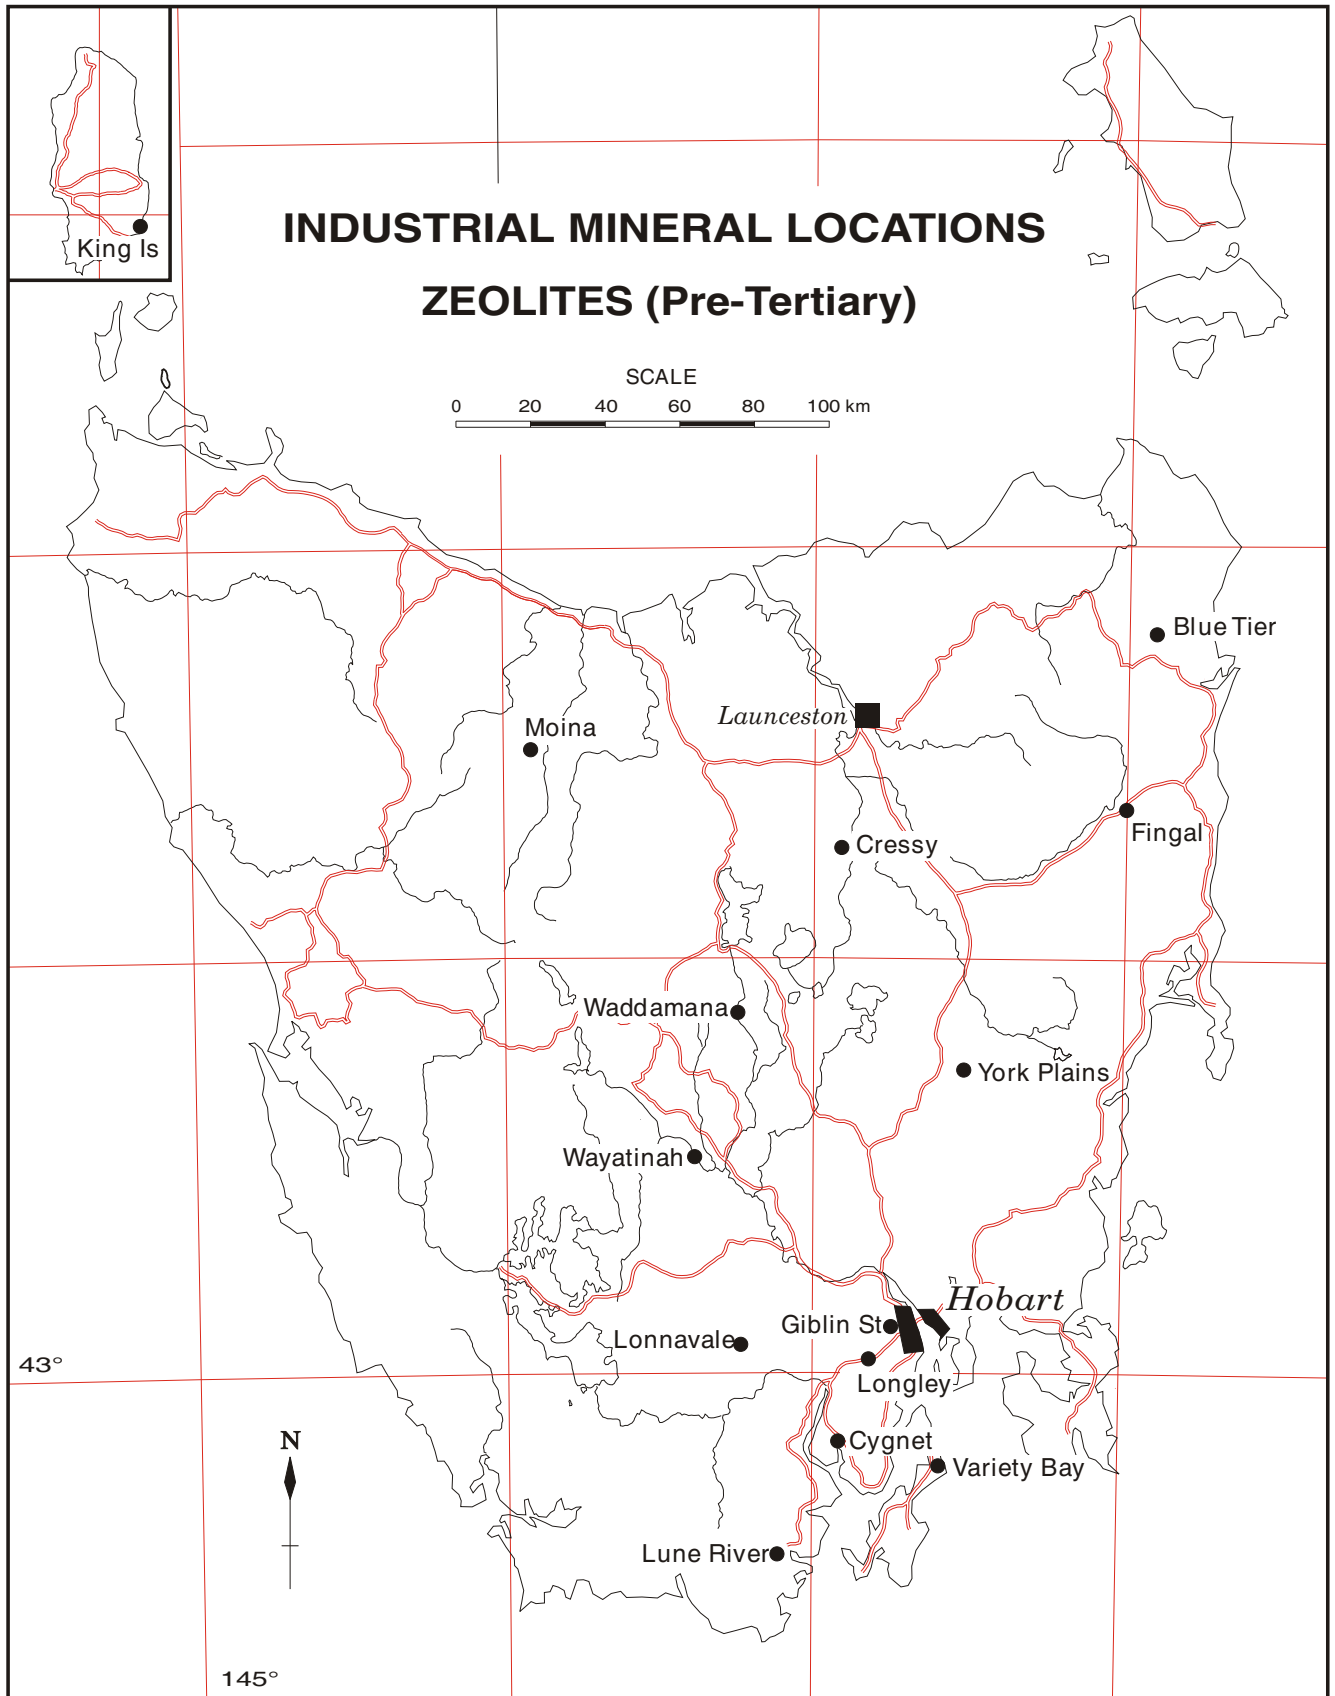 King Is
INDUSTRIAL MINERAL LOCATIONS
ZEOLITES (Pre-Tertiary)
SCALE
0 20 40 60 80 100 km
Blue Tier
Launceston
Moina
Fingal
Cressy
Waddamana
York Plains
Wayatinah
Hobart
Giblin St
Lonnavale
43°
Longley
N
Cygnet
Variety Bay
Lune River
145°